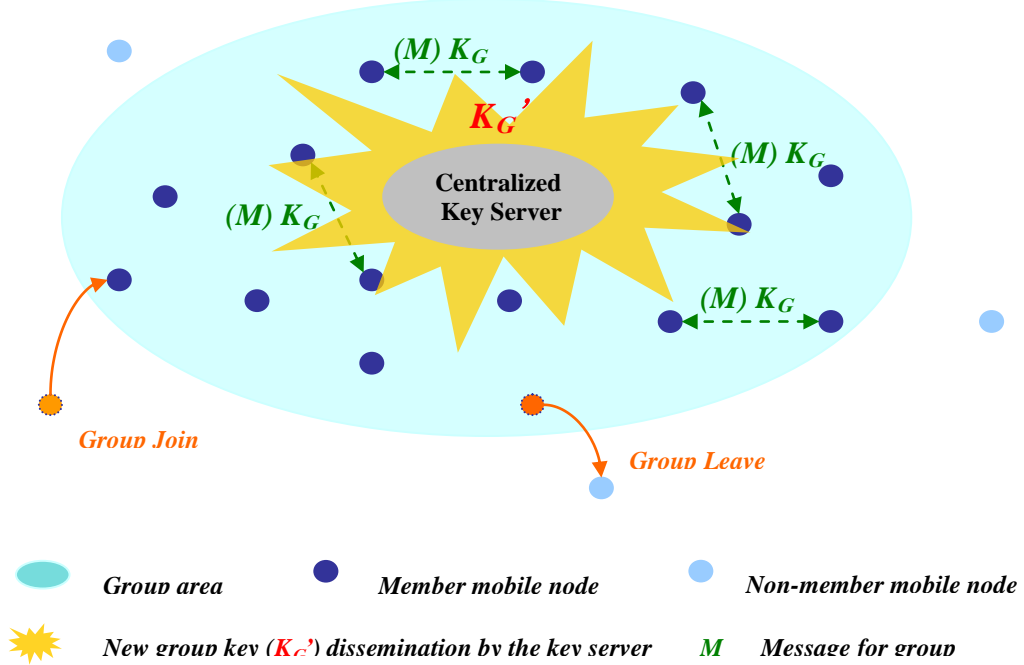 (M) K_G
K_G’
(M) K_G
Centralized
Key Server
(M) K_G
(M) K_G
Group Join
Group Leave
Group area
Member mobile node
Non-member mobile node
New group key (K_G’) dissemination by the key server
M Message for group